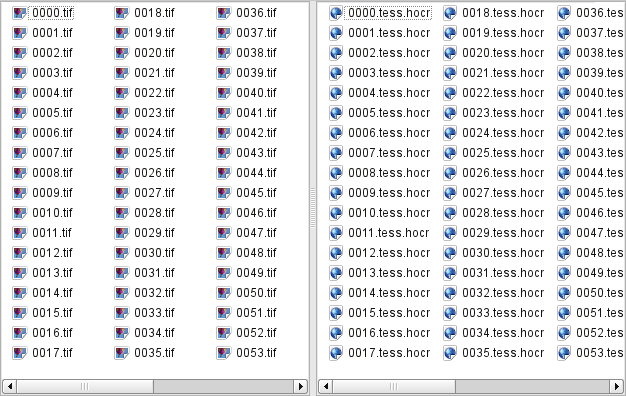 0000.tif 0018.tif 0036.tif 0000.tess.hocr 0018.tess.hocr 0036.tes
0001.tif 0019.tif 0037.tif 0001.tess.hocr 0019.tess.hocr 0037.tes
0002.tif 0020.tif 0038.tif 0002.tess.hocr 0020.tess.hocr 0038.tes
0003.tif 0021.tif 0039.tif 0003.tess.hocr 0021.tess.hocr 0039.tes
0004.tif 0022.tif 0040.tif 0004.tess.hocr 0022.tess.hocr 0040.tes
0005.tif 0023.tif 0041.tif 0005.tess.hocr 0023.tess.hocr 0041.tes
0006.tif 0024.tif 0042.tif 0006.tess.hocr 0024.tess.hocr 0042.tes
0007.tif 0025.tif 0043.tif 0007.tess.hocr 0025.tess.hocr 0043.tes
0008.tif 0026.tif 0044.tif 0008.tess.hocr 0026.tess.hocr 0044.tes
0009.tif 0027.tif 0045.tif 0009.tess.hocr 0027.tess.hocr 0045.tes
0010.tif 0028.tif 0046.tif 0010.tess.hocr 0028.tess.hocr 0046.tes
0011.tif 0029.tif 0047.tif 0011.tess.hocr 0029.tess.hocr 0047.tes
0012.tif 0030.tif 0048.tif 0012.tess.hocr 0030.tess.hocr 0048.tes
0013.tif 0031.tif 0049.tif 0013.tess.hocr 0031.tess.hocr 0049.tes
0014.tif 0032.tif 0050.tif 0014.tess.hocr 0032.tess.hocr 0050.tes
0015.tif 0033.tif 0051.tif 0015.tess.hocr 0033.tess.hocr 0051.tes
0016.tif 0034.tif 0052.tif 0016.tess.hocr 0034.tess.hocr 0052.tes
0017.tif 0035.tif 0053.tif 0017.tess.hocr 0035.tess.hocr 0053.tes